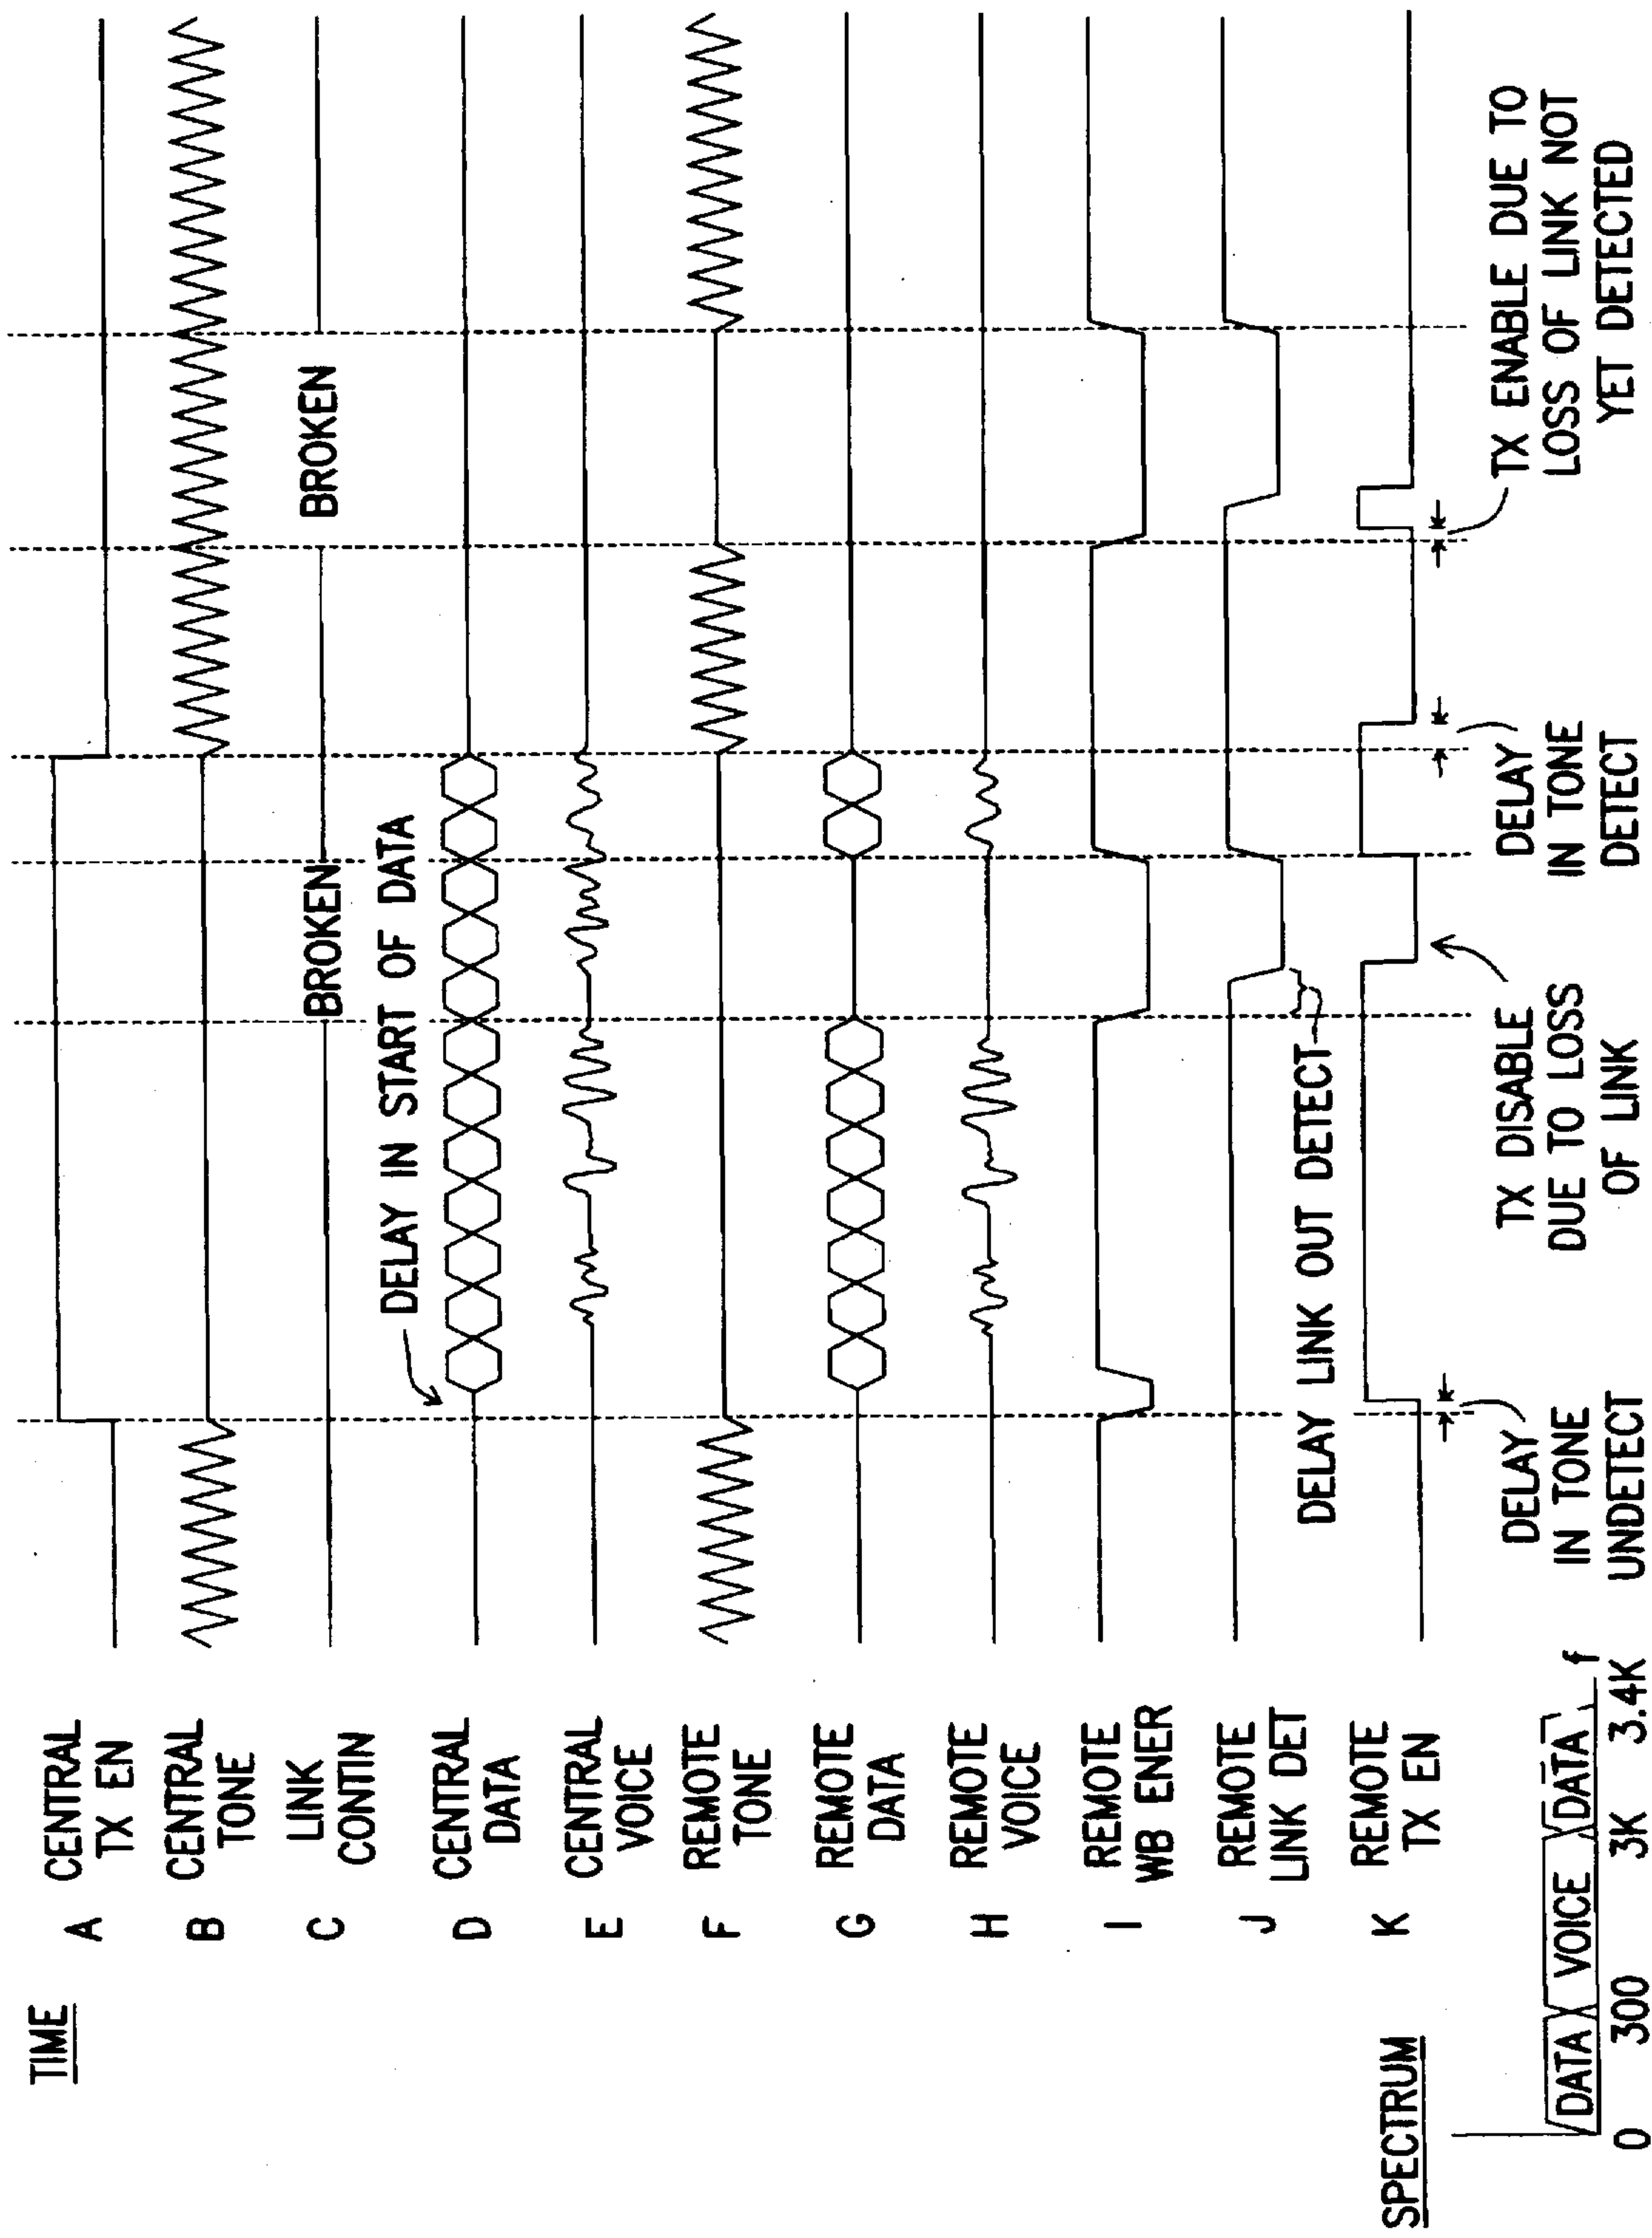 TIME
A CENTRAL
TX EN
B CENTRAL
TONE
C LINK
CONTIN
BROKEN
BROKEN
DELAY IN START OF DATA
D CENTRAL
DATA
E CENTRAL
VOICE
F REMOTE
TONE
G REMOTE
DATA
H REMOTE
VOICE
I REMOTE
WB ENER
J REMOTE
LINK DET
DELAY LINK OUT DETECT
K REMOTE
TX EN
DELAY
IN TONE
UNDETECT
TX DISABLE
DUE TO LOSS
OF LINK
DELAY
IN TONE
DETECT
TX ENABLE DUE TO
LOSS OF LINK NOT
YET DETECTED
SPECTRUM
DATA VOICE DATA f
0 300 3K 3.4K